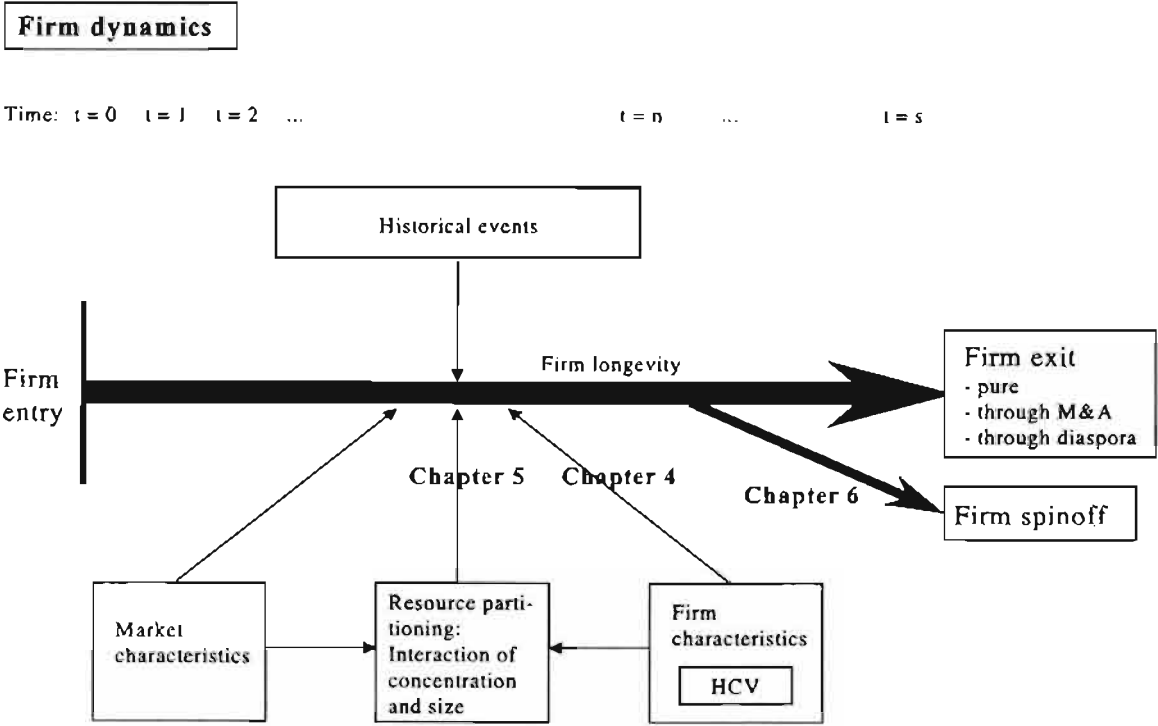 Firm dynamics
Time: t = 0 t = 1 t = 2 ... t = n ... t = s
Historical events
Firm longevity
Firm
entry
Firm exit
- pure
- through M&A
- through diaspora
Chapter 5
Chapter 4
Chapter 6
Firm spinoff
Market
characteristics
Resource parti-
tioning:
Interaction of
concentration
and size
Firm
characteristics
HCV